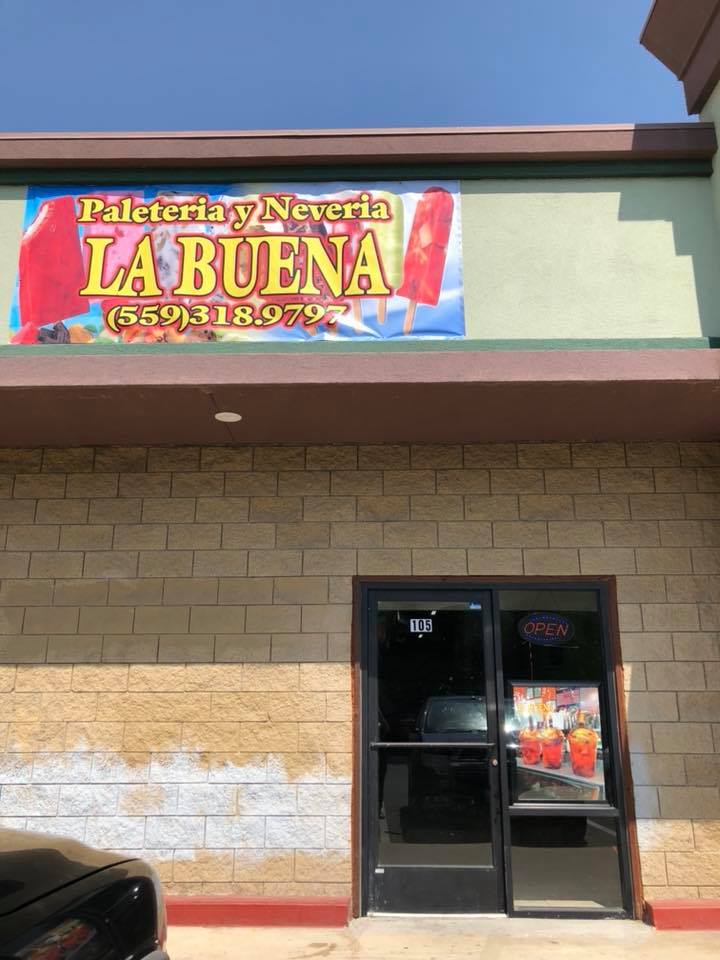 Paleteria y Neveria
LA BUENA
(559)318.9797
105
OPEN